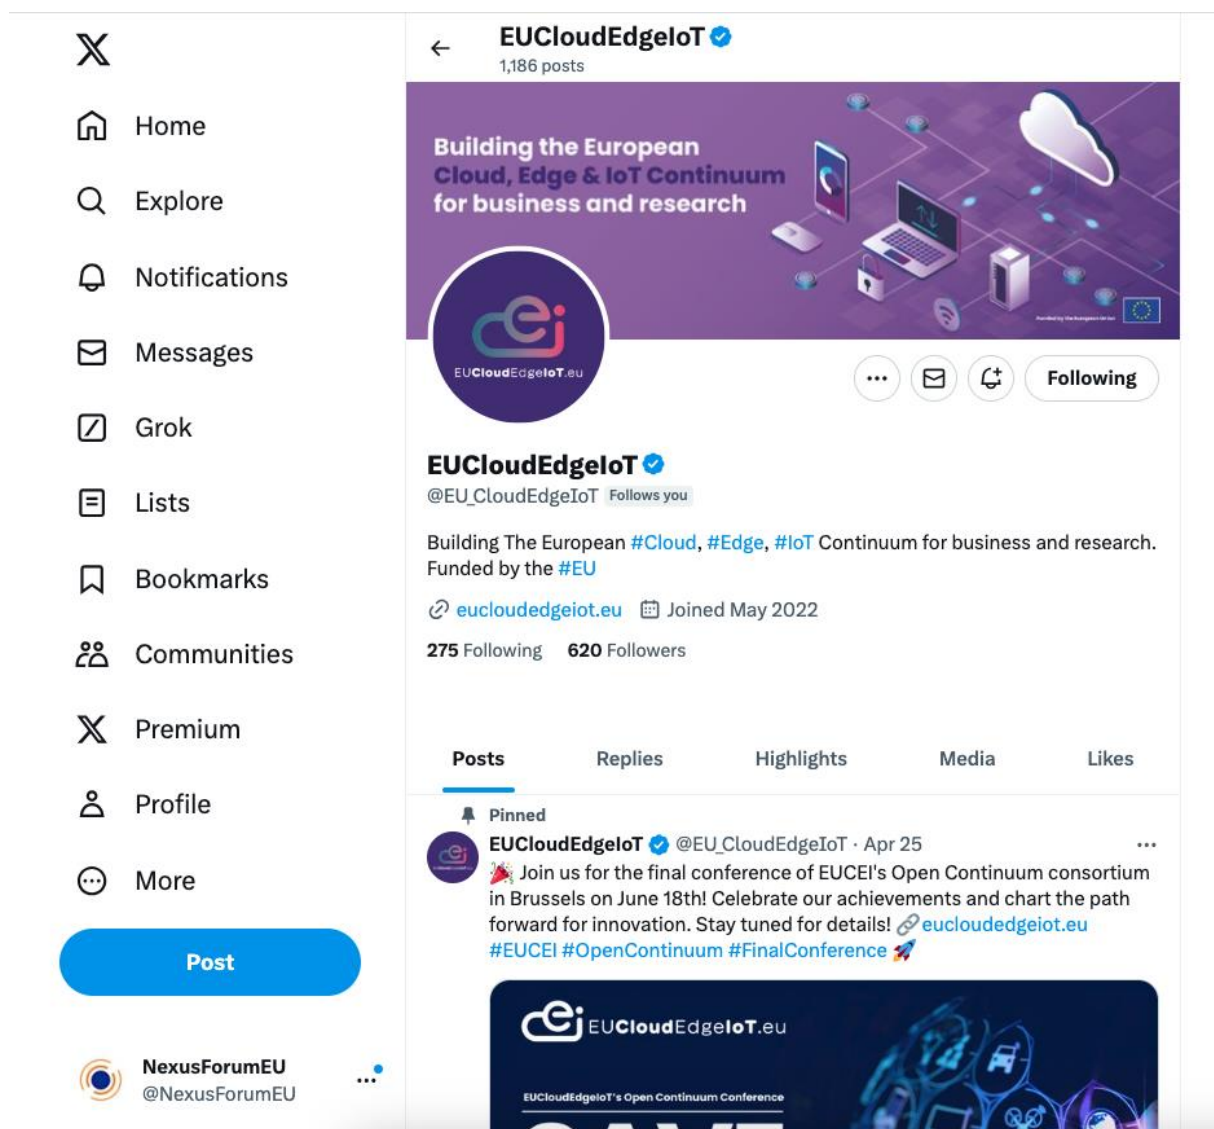 EUCloudEdgeIoT
1,186 posts
Home
Explore
Notifications
Messages
Grok
Lists
Bookmarks
Communities
Premium
Profile
More
Post
NexusForumEU
@NexusForumEU
Building the European
Cloud, Edge & IoT Continuum
for business and research
Funded by the European Union
EUCloudEdgeIoT.eu
Following
EUCloudEdgeIoT
@EU_CloudEdgeIoT Follows you
Building The European #Cloud, #Edge, #IoT Continuum for business and research.
Funded by the #EU
eucloudedgeiot.eu Joined May 2022
275 Following 620 Followers
Posts Replies Highlights Media Likes
Pinned
EUCloudEdgeIoT @EU_CloudEdgeIoT · Apr 25
🎉 Join us for the final conference of EUCEI's Open Continuum consortium
in Brussels on June 18th! Celebrate our achievements and chart the path
forward for innovation. Stay tuned for details! 🔗eucloudedgeiot.eu
#EUCEI #OpenContinuum #FinalConference 🚀
EUCloudEdgeIoT.eu
EUCloudEdgeIoT's Open Continuum Conference